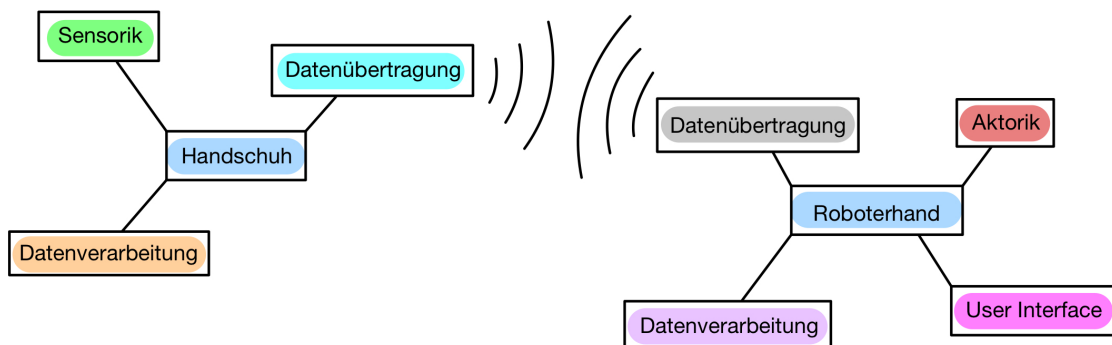 Sensorik
Datenübertragung
Handschuh
Datenverarbeitung
Datenübertragung
Aktorik
Roboterhand
Datenverarbeitung
User Interface